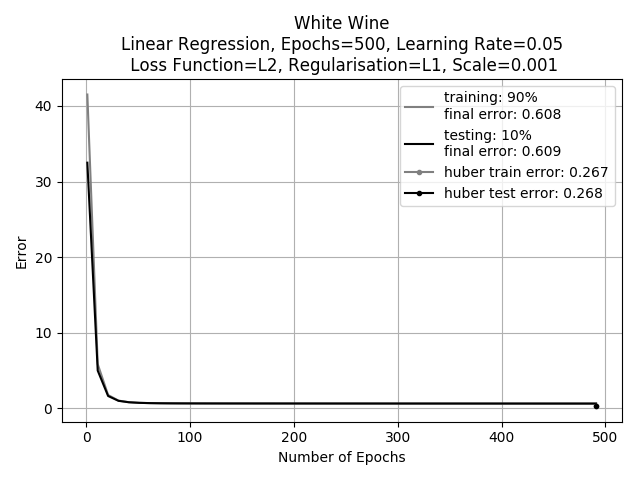 White Wine
Linear Regression, Epochs=500, Learning Rate=0.05
Loss Function=L2, Regularisation=L1, Scale=0.001
training: 90%
final error: 0.608
testing: 10%
final error: 0.609
huber train error: 0.267
huber test error: 0.268
Error
40
30
20
10
0
0 100 200 300 400 500
Number of Epochs